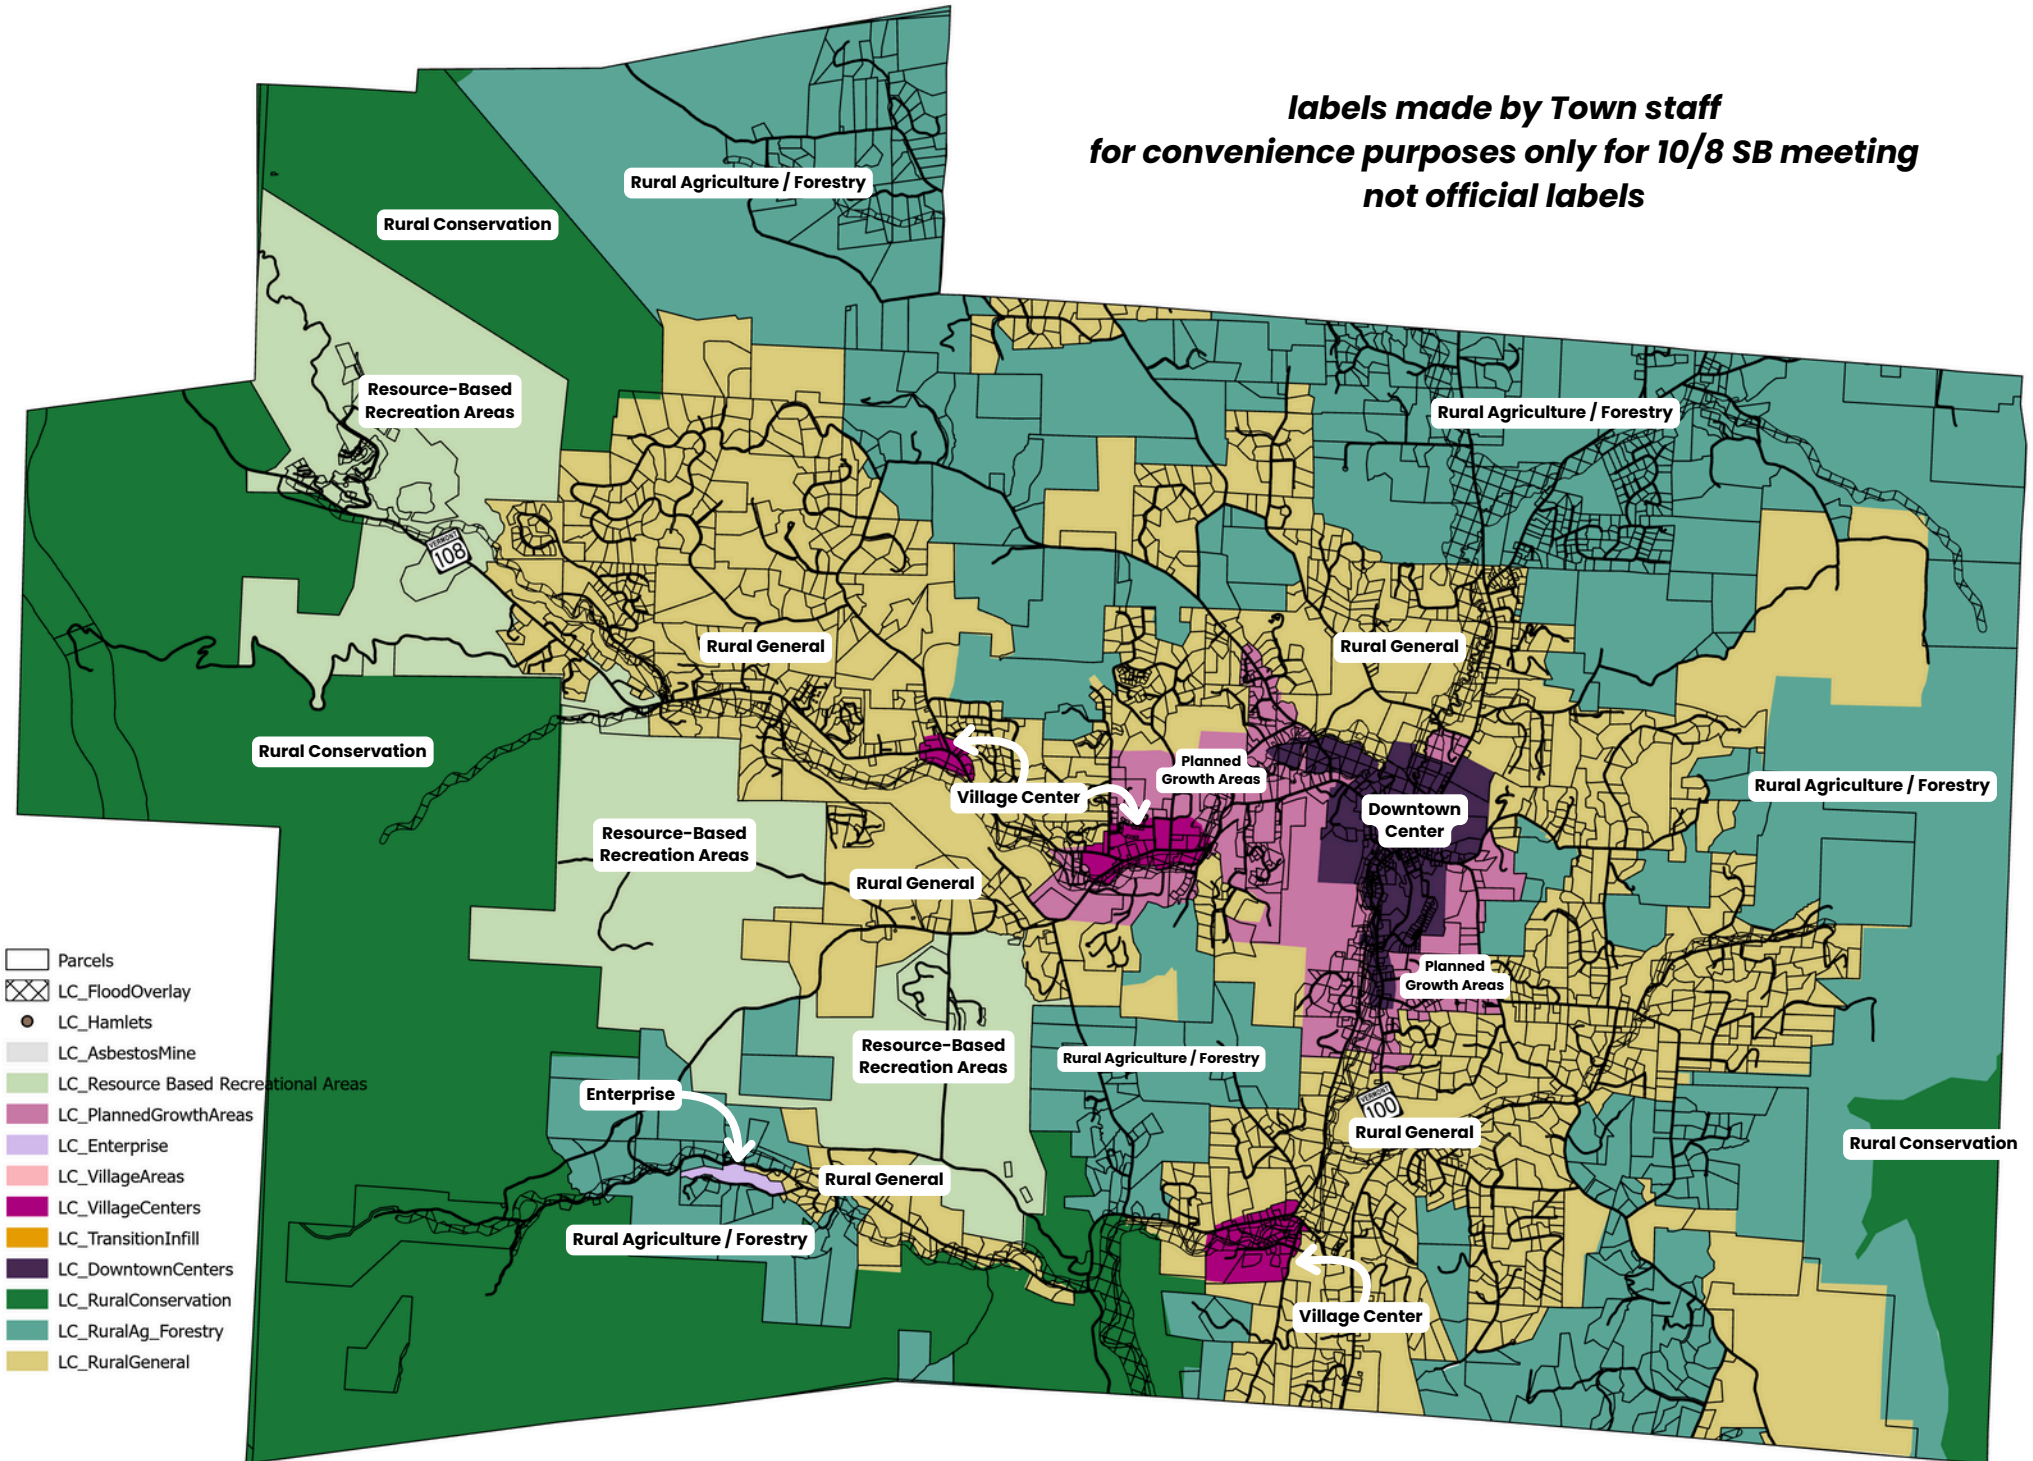 labels made by Town staff
for convenience purposes only for 10/8 SB meeting
not official labels
Rural Agriculture / Forestry
Rural Conservation
Resource-Based
Recreation Areas
Rural Agriculture / Forestry
VERMONT
108
Rural General
Rural General
Rural Conservation
Planned
Growth Areas
Village Center
Rural Agriculture / Forestry
Downtown
Center
Resource-Based
Recreation Areas
Rural General
Planned
Growth Areas
Resource-Based
Recreation Areas
Rural Agriculture / Forestry
Enterprise
VERMONT
100
Rural General
Rural Conservation
Rural General
Rural Agriculture / Forestry
Village Center
Parcels
LC_FloodOverlay
LC_Hamlets
LC_AsbestosMine
LC_Resource Based Recreational Areas
LC_PlannedGrowthAreas
LC_Enterprise
LC_VillageAreas
LC_VillageCenters
LC_TransitionInfill
LC_DowntownCenters
LC_RuralConservation
LC_RuralAg_Forestry
LC_RuralGeneral